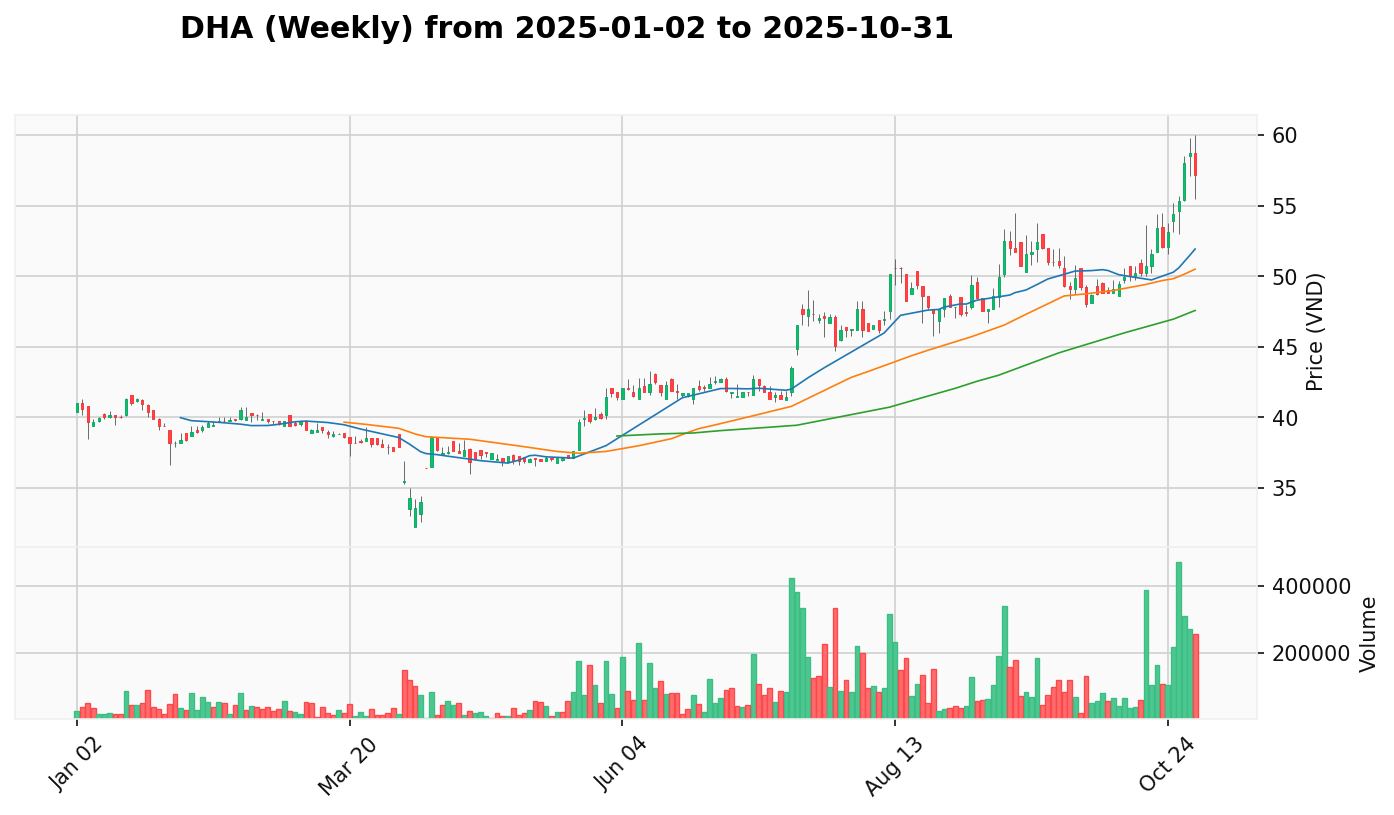 DHA (Weekly) from 2025-01-02 to 2025-10-31
60
55
50
45
40
35
Price (VND)
400000
200000
Volume
Jan 02
Mar 20
Jun 04
Aug 13
Oct 24